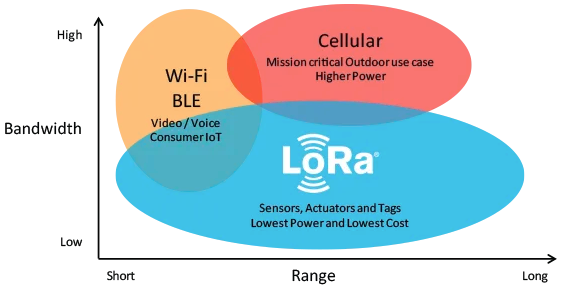 High
Cellular
Mission critical Outdoor use case
Higher Power
Wi-Fi
BLE
Video / Voice
Consumer IoT
Bandwidth
LoRa®
Sensors, Actuators and Tags
Lowest Power and Lowest Cost
Low
Short
Range
Long